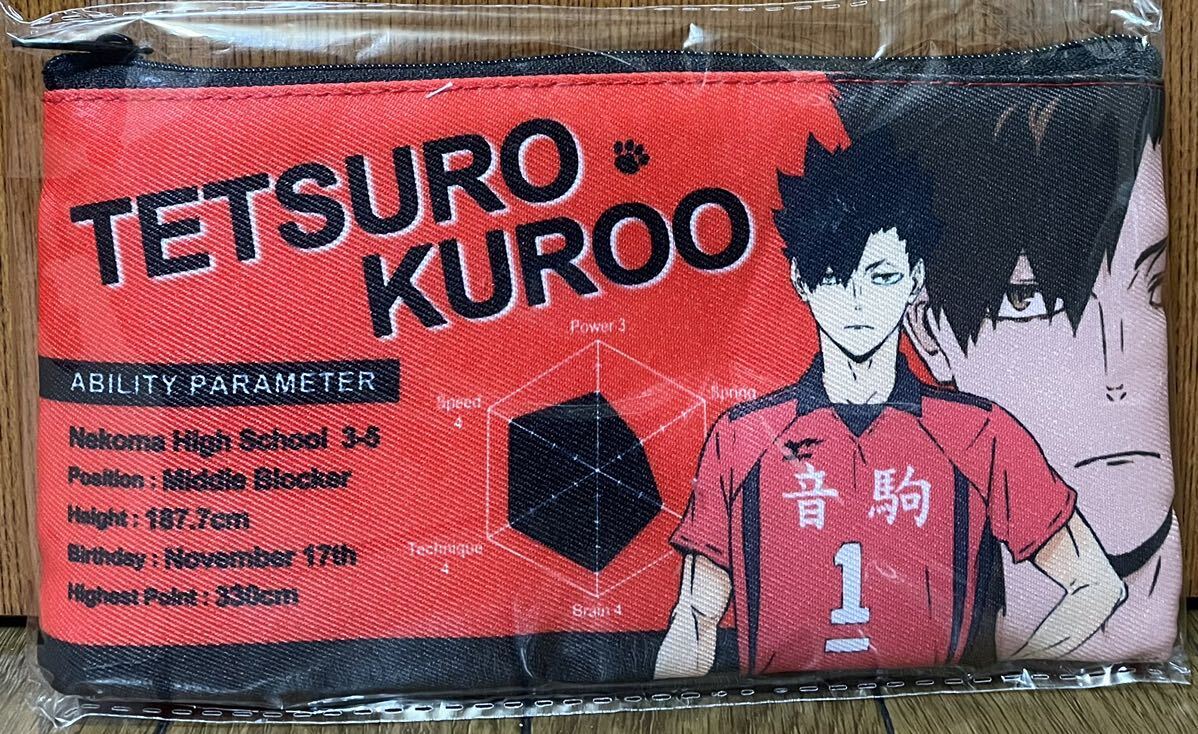 TETSURO
KUROO
ABILITY PARAMETER
Nekoma High School 3-5
Position : Middle Blocker
Height : 187.7cm
Birthday : November 17th
Highest Point : 330cm
Power 3
Speed
4
Spring
Technique
4
Brain 4
音駒
1